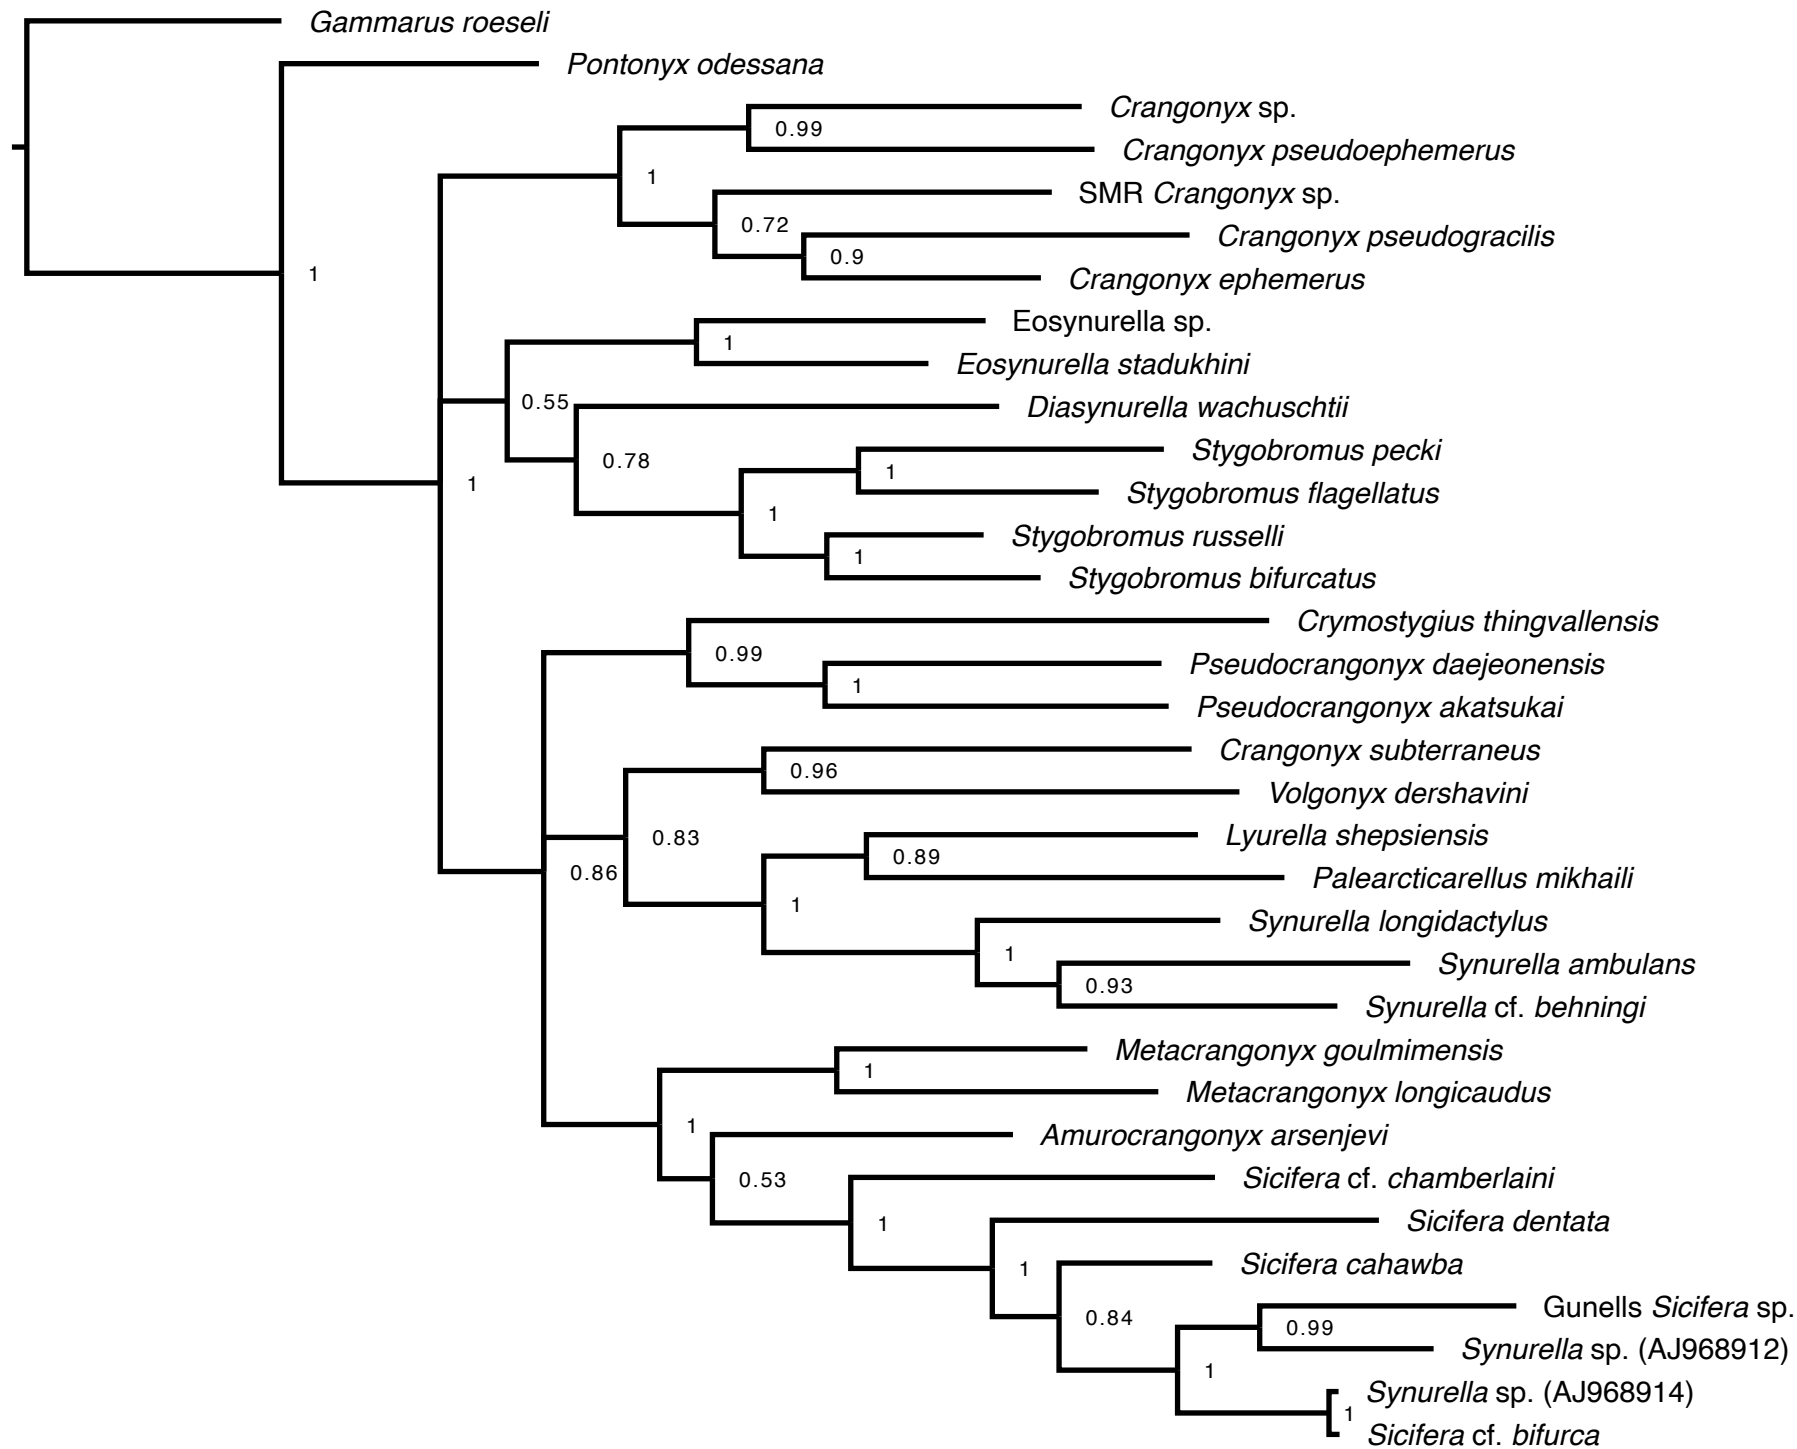 Gammarus roeseli
Pontonyx odessana
Crangonyx sp.
0.99
Crangonyx pseudoephemerus
1
SMR Crangonyx sp.
0.72
Crangonyx pseudogracilis
0.9
1
Crangonyx ephemerus
Eosynurella sp.
1
Eosynurella stadukhini
0.55
Diasynurella wachuschtii
0.78
Stygobromus pecki
1
1
Stygobromus flagellatus
1
Stygobromus russelli
1
Stygobromus bifurcatus
Crymostygius thingvallensis
0.99
Pseudocrangonyx daejeonensis
1
Pseudocrangonyx akatsukai
Crangonyx subterraneus
0.96
Volgonyx dershavini
0.83
Lyurella shepsiensis
0.89
0.86
Palearcticarellus mikhaili
1
Synurella longidactylus
1
Synurella ambulans
0.93
Synurella cf. behningi
Metacrangonyx goulmimensis
1
Metacrangonyx longicaudus
1
Amurocrangonyx arsenjevi
0.53
Sicifera cf. chamberlaini
1
Sicifera dentata
1
Sicifera cahawba
0.84
Gunells Sicifera sp.
0.99
Synurella sp. (AJ968912)
1
Synurella sp. (AJ968914)
1
Sicifera cf. bifurca